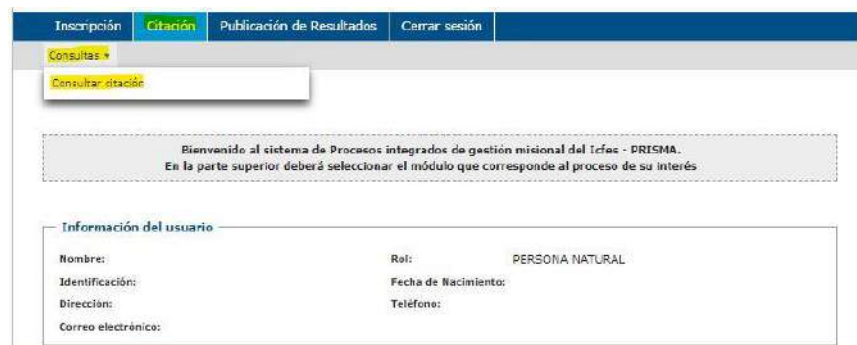 Inscripción Citación Publicación de Resultados Cerrar sesión
Consultas
Consultar citación
Bienvenido al sistema de Procesos integrados de gestión misional del Icfes - PRISMA.
En la parte superior deberá seleccionar el módulo que corresponde al proceso de su interés
Información del usuario
Nombre: Rol: PERSONA NATURAL
Identificación: Fecha de Nacimiento:
Dirección: Teléfono:
Correo electrónico: